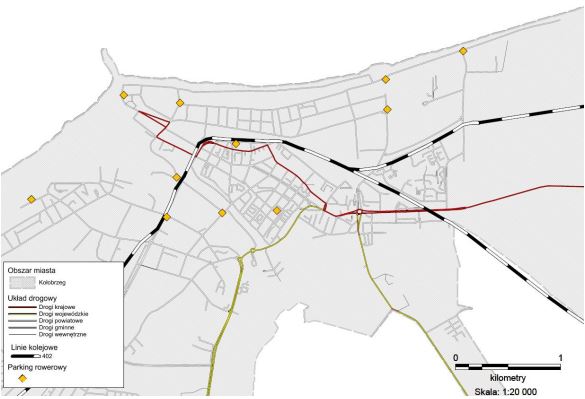 Obszar miasta
Kołobrzeg
Układ drogowy
Drogi krajowe
Drogi wojewódzkie
Drogi powiatowe
Drogi gminne
Drogi wewnętrzne
Linie kolejowe
402
Parking rowerowy
0 1
kilometry
Skala: 1:20 000